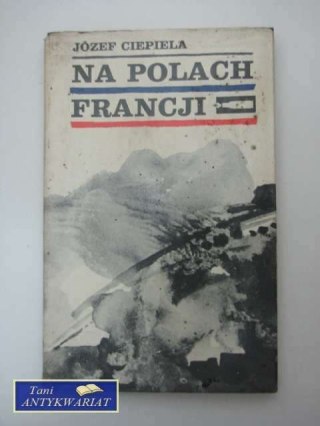 JÓZEF CIEPIELA
NA POLACH
FRANCJI
Tani
ANTYKWARIAT